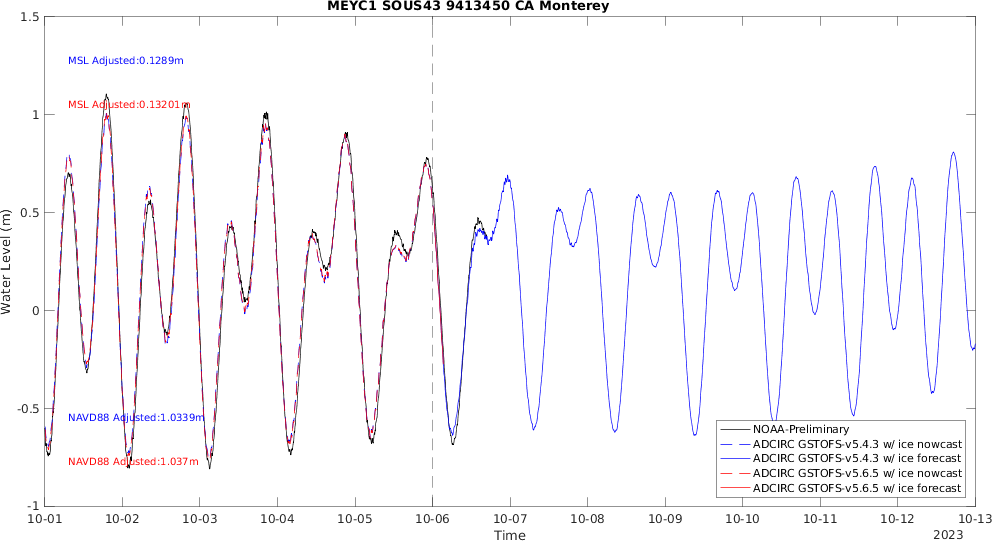 MEYC1 SOUS43 9413450 CA Monterey
1.5
1
0.5
0
-0.5
-1
Water Level (m)
MSL Adjusted:0.1289m
MSL Adjusted:0.13201m
NAVD88 Adjusted:1.0339m
NAVD88 Adjusted:1.037m
NOAA-Preliminary
ADCIRC GSTOFS-v5.4.3 w/ ice nowcast
ADCIRC GSTOFS-v5.4.3 w/ ice forecast
ADCIRC GSTOFS-v5.6.5 w/ ice nowcast
ADCIRC GSTOFS-v5.6.5 w/ ice forecast
10-01 10-02 10-03 10-04 10-05 10-06 10-07 10-08 10-09 10-10 10-11 10-12 10-13
Time
2023